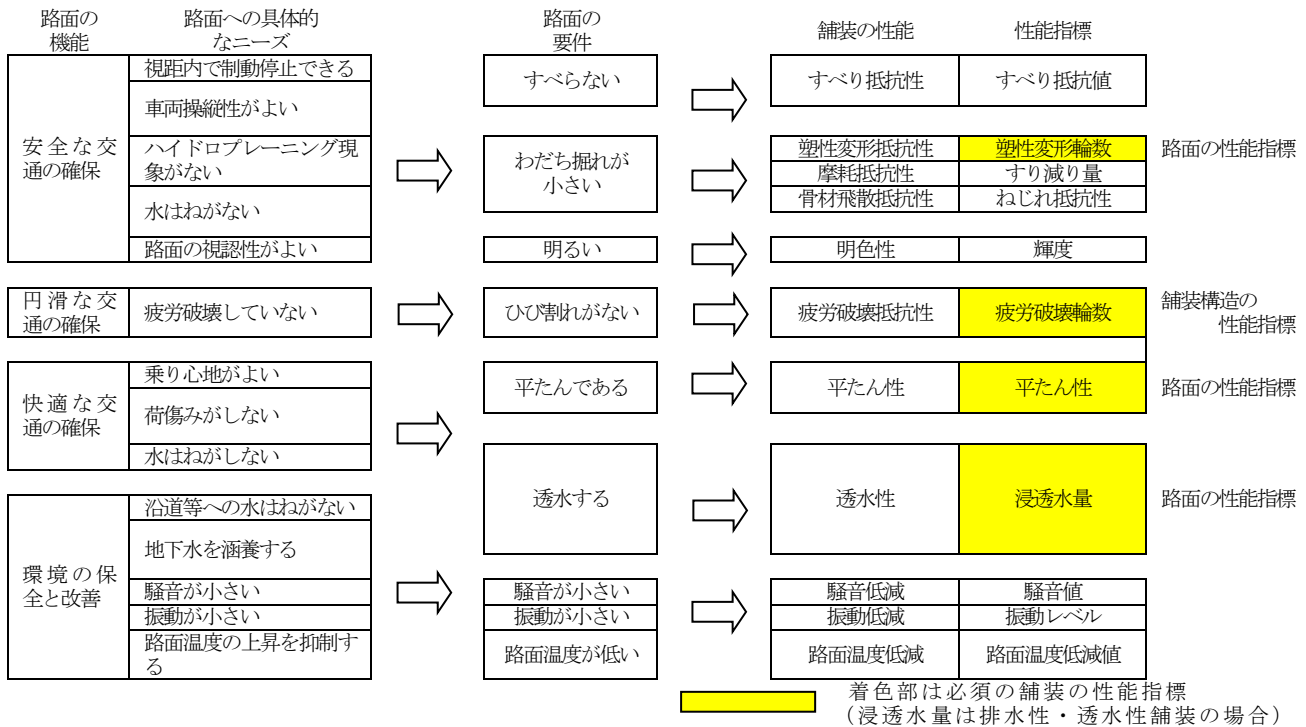 路面の
機能
路面への具体的
なニーズ
路面の
要件
舗装の性能
性能指標
安全な交
通の確保
視距内で制動停止できる
車両操縦性がよい
ハイドロプレーニング現
象がない
水はねがない
路面の視認性がよい
すべらない
わだち掘れが
小さい
明るい
すべり抵抗性
すべり抵抗値
塑性変形抵抗性
塑性変形輪数
路面の性能指標
摩耗抵抗性
すり減り量
骨材飛散抵抗性
ねじれ抵抗性
明色性
輝度
円滑な交
通の確保
疲労破壊していない
ひび割れがない
疲労破壊抵抗性
疲労破壊輪数
舗装構造の
性能指標
快適な交
通の確保
乗り心地がよい
荷傷みがしない
水はねがしない
平たんである
平たん性
平たん性
路面の性能指標
透水する
透水性
浸透水量
路面の性能指標
環境の保
全と改善
沿道等への水はねがない
地下水を涵養する
騒音が小さい
振動が小さい
路面温度の上昇を抑制す
る
騒音が小さい
振動が小さい
路面温度が低い
騒音低減
騒音値
振動低減
振動レベル
路面温度低減
路面温度低減値
着色部は必須の舗装の性能指標
（浸透水量は排水性・透水性舗装の場合）